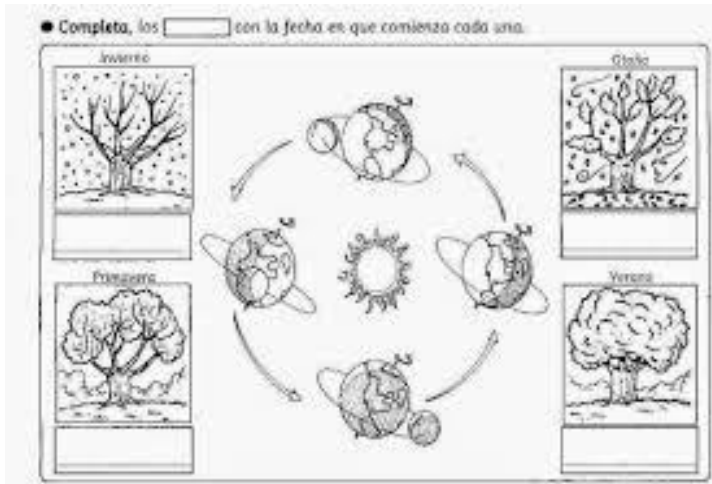 ● Completa, los con la fecha en que comienza cada una.
Invierno
Otoño
Primavera
Verano